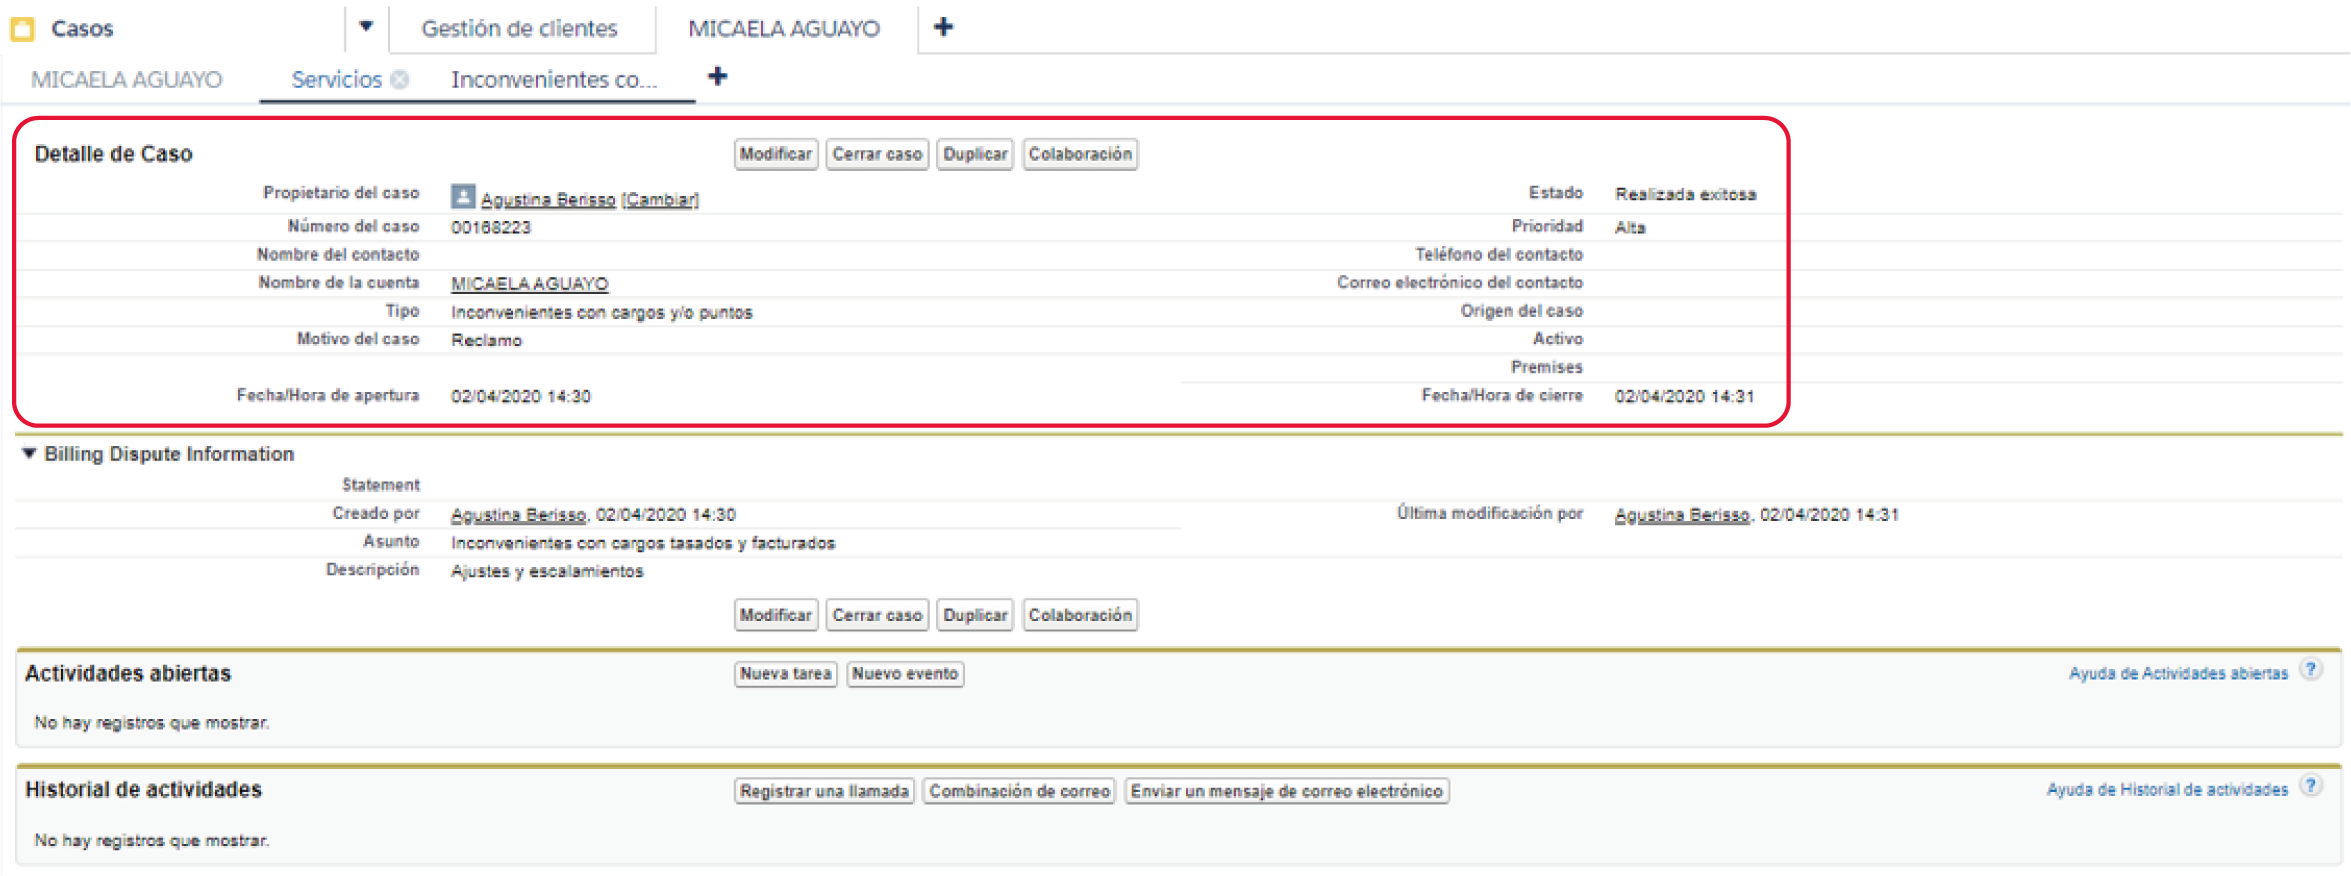 Casos Gestión de clientes MICAELA AGUAYO
MICAELA AGUAYO Servicios Inconvenientes co...
Detalle de Caso Modificar Cerrar caso Duplicar Colaboración
Propietario del caso Agustina Berisso [Cambiar] Estado Realizada exitosa
Número del caso 00168223 Prioridad Alta
Nombre del contacto Teléfono del contacto
Nombre de la cuenta MICAELA AGUAYO Correo electrónico del contacto
Tipo Inconvenientes con cargos y/o puntos Origen del caso
Motivo del caso Reclamo Activo
Premises
Fecha/Hora de apertura 02/04/2020 14:30 Fecha/Hora de cierre 02/04/2020 14:31
Billing Dispute Information
Statement
Creado por Agustina Berisso, 02/04/2020 14:30 Última modificación por Agustina Berisso, 02/04/2020 14:31
Asunto Inconvenientes con cargos tasados y facturados
Descripción Ajustes y escalamientos
Modificar Cerrar caso Duplicar Colaboración
Actividades abiertas Nueva tarea Nuevo evento Ayuda de Actividades abiertas ?
No hay registros que mostrar.
Historial de actividades Registrar una llamada Combinación de correo Enviar un mensaje de correo electrónico Ayuda de Historial de actividades ?
No hay registros que mostrar.